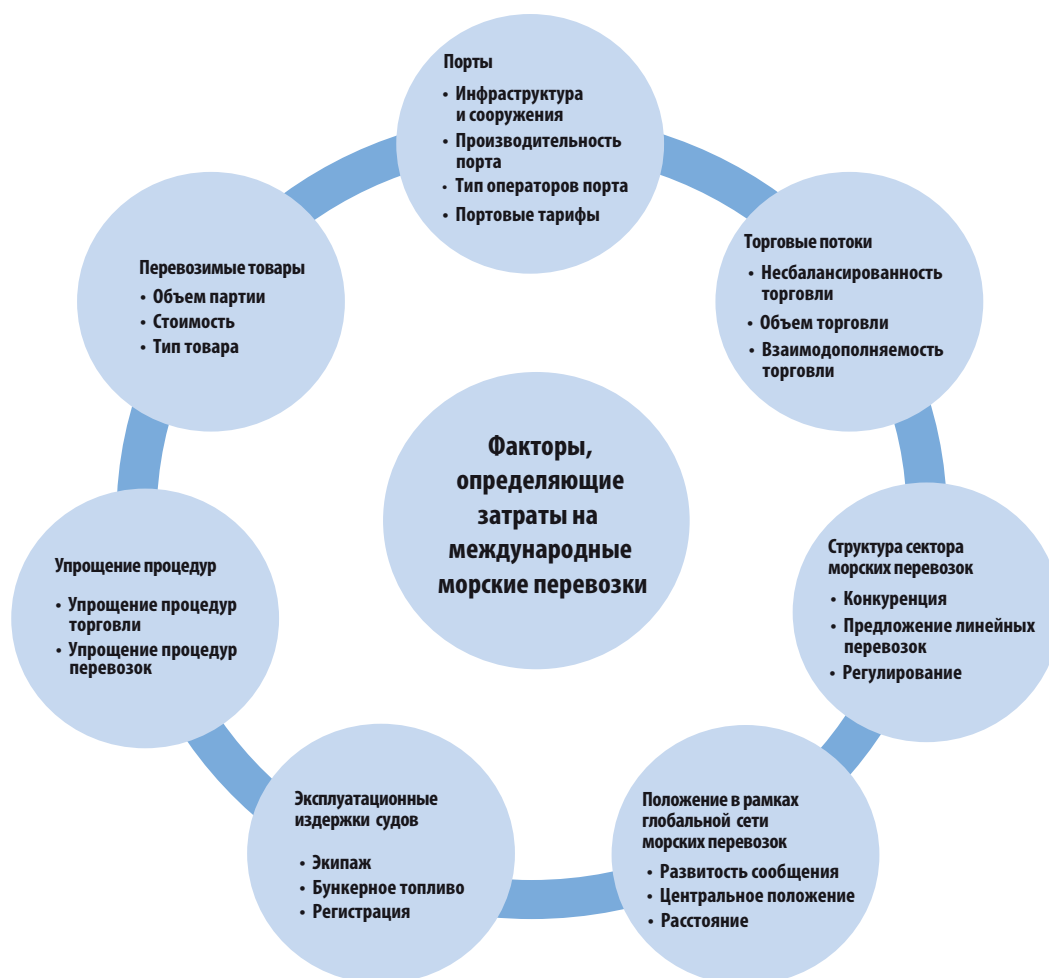 Порты
• Инфраструктура
и сооружения
• Производительность
порта
• Тип операторов порта
• Портовые тарифы
Торговые потоки
• Несбалансированность
торговли
• Объем торговли
• Взаимодополняемость
торговли
Структура сектора
морских перевозок
• Конкуренция
• Предложение линейных
перевозок
• Регулирование
Положение в рамках
глобальной сети
морских перевозок
• Развитость сообщения
• Центральное положение
• Расстояние
Эксплуатационные
издержки судов
• Экипаж
• Бункерное топливо
• Регистрация
Упрощение процедур
• Упрощение процедур
торговли
• Упрощение процедур
перевозок
Перевозимые товары
• Объем партии
• Стоимость
• Тип товара
Факторы,
определяющие
затраты на
международные
морские перевозки